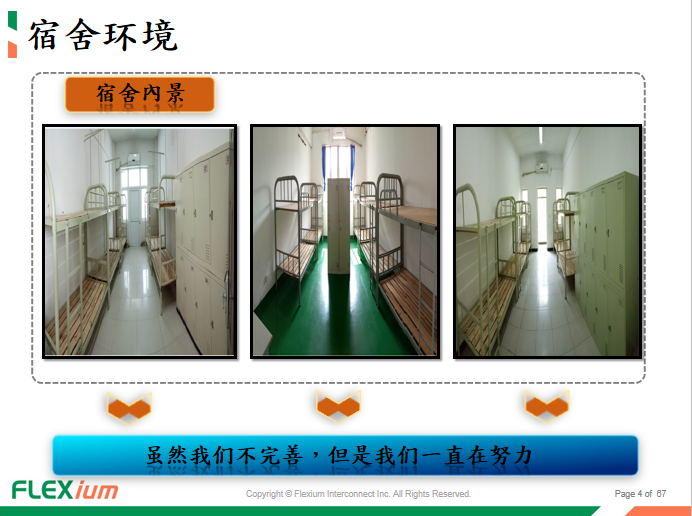 宿舍环境
宿舍內景
虽然我们不完善，但是我们一直在努力
FLEXium
Copyright © Flexium Interconnect Inc. All Rights Reserved.
Page 4 of 67